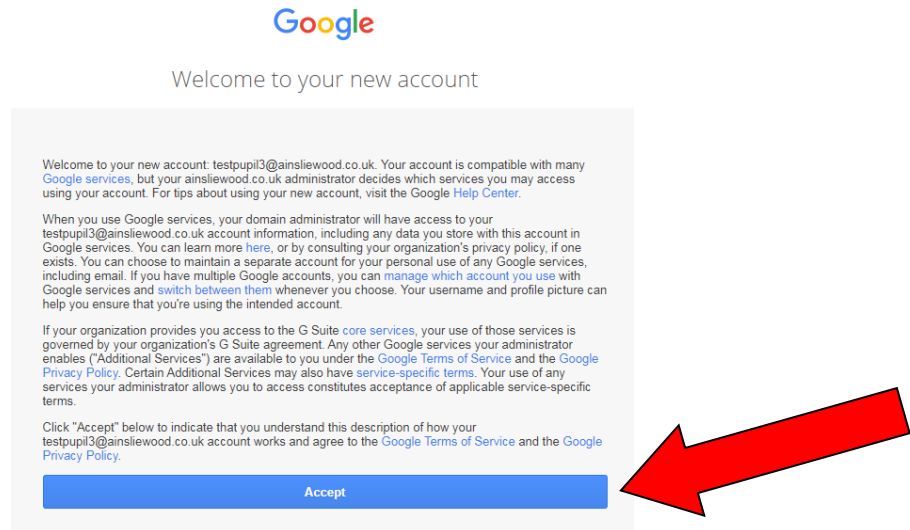 Google
Welcome to your new account
Welcome to your new account: testpupil3@ainsliewood.co.uk. Your account is compatible with many
Google services, but your ainsliewood.co.uk administrator decides which services you may access
using your account. For tips about using your new account, visit the Google Help Center.
When you use Google services, your domain administrator will have access to your
testpupil3@ainsliewood.co.uk account information, including any data you store with this account in
Google services. You can learn more here, or by consulting your organization's privacy policy, if one
exists. You can choose to maintain a separate account for your personal use of any Google services,
including email. If you have multiple Google accounts, you can manage which account you use with
Google services and switch between them whenever you choose. Your username and profile picture can
help you ensure that you're using the intended account.
If your organization provides you access to the G Suite core services, your use of those services is
governed by your organization's G Suite agreement. Any other Google services your administrator
enables ("Additional Services") are available to you under the Google Terms of Service and the Google
Privacy Policy. Certain Additional Services may also have service-specific terms. Your use of any
services your administrator allows you to access constitutes acceptance of applicable service-specific
terms.
Click "Accept" below to indicate that you understand this description of how your
testpupil3@ainsliewood.co.uk account works and agree to the Google Terms of Service and the Google
Privacy Policy.
Accept